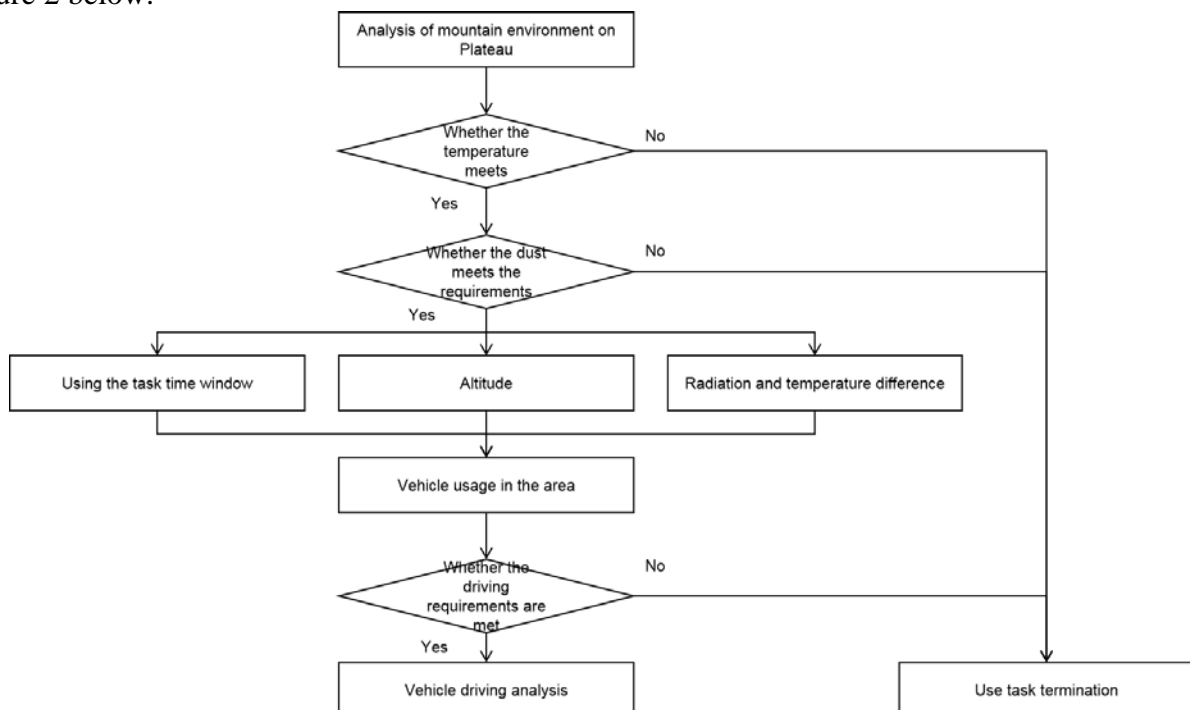 ure 2 below.
Analysis of mountain environment on
Plateau
Whether the
temperature
meets
No
Yes
Whether the dust
meets the
requirements
No
Yes
Using the task time window
Altitude
Radiation and temperature difference
Vehicle usage in the area
Whether the
driving
requirements are
met
No
Yes
Vehicle driving analysis
Use task termination